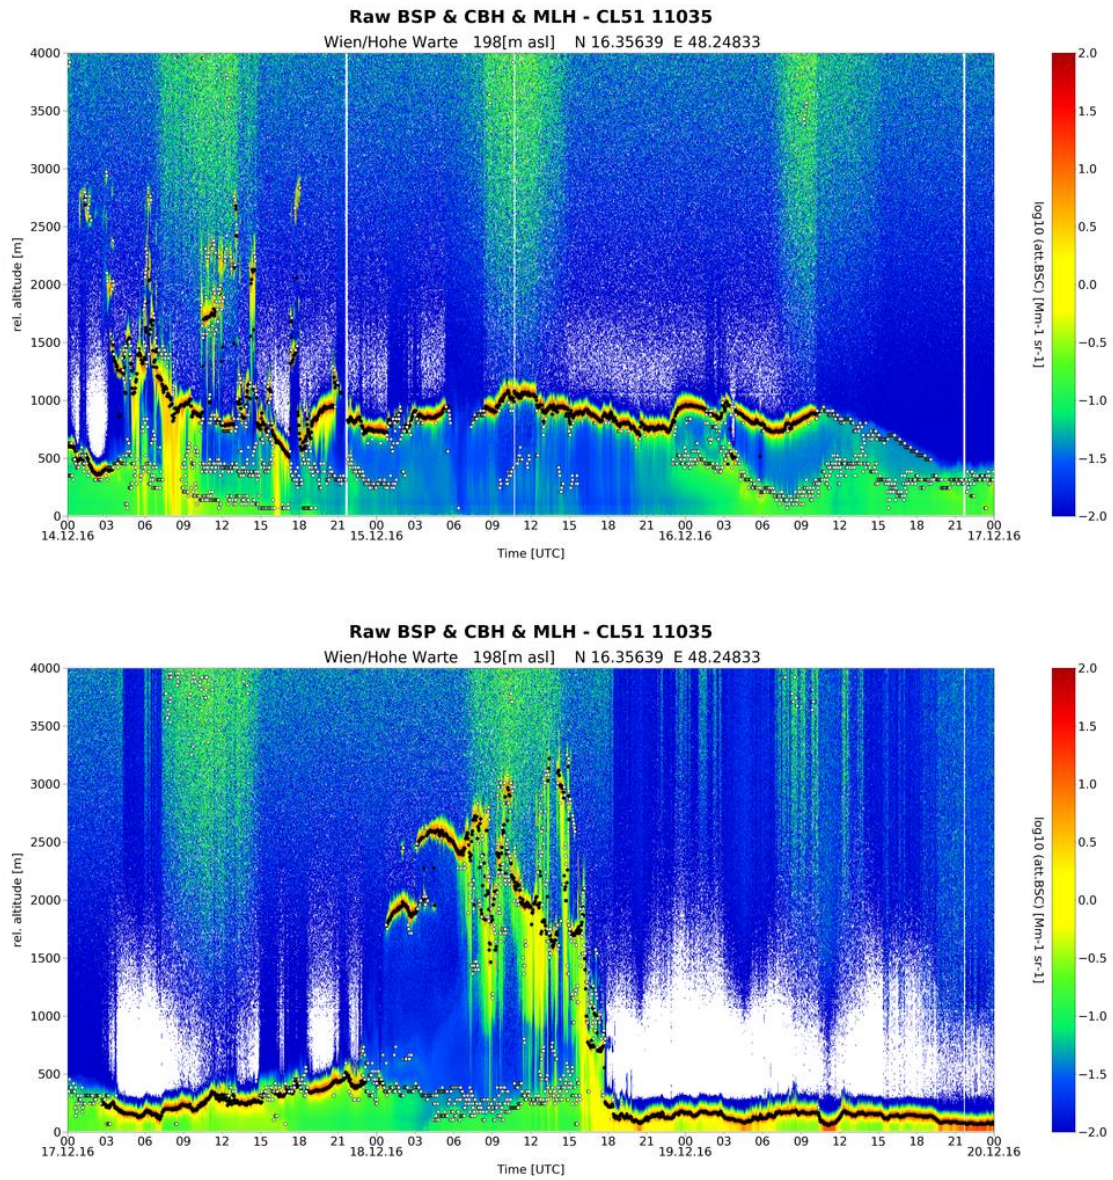 Raw BSP & CBH & MLH - CL51 11035
Wien/Hohe Warte 198[m asl] N 16.35639 E 48.24833
4000
3500
3000
2500
2000
1500
1000
500
0
rel. altitude [m]
00 03 06 09 12 15 18 21 00 03 06 09 12 15 18 21 00 03 06 09 12 15 18 21 00
14.12.16 15.12.16 16.12.16 17.12.16
Time [UTC]
2.0
1.5
1.0
0.5
0.0
−0.5
−1.0
−1.5
−2.0
log10 (att.BSC) [Mm-1 sr-1]
Raw BSP & CBH & MLH - CL51 11035
Wien/Hohe Warte 198[m asl] N 16.35639 E 48.24833
4000
3500
3000
2500
2000
1500
1000
500
0
rel. altitude [m]
00 03 06 09 12 15 18 21 00 03 06 09 12 15 18 21 00 03 06 09 12 15 18 21 00
17.12.16 18.12.16 19.12.16 20.12.16
Time [UTC]
2.0
1.5
1.0
0.5
0.0
−0.5
−1.0
−1.5
−2.0
log10 (att.BSC) [Mm-1 sr-1]